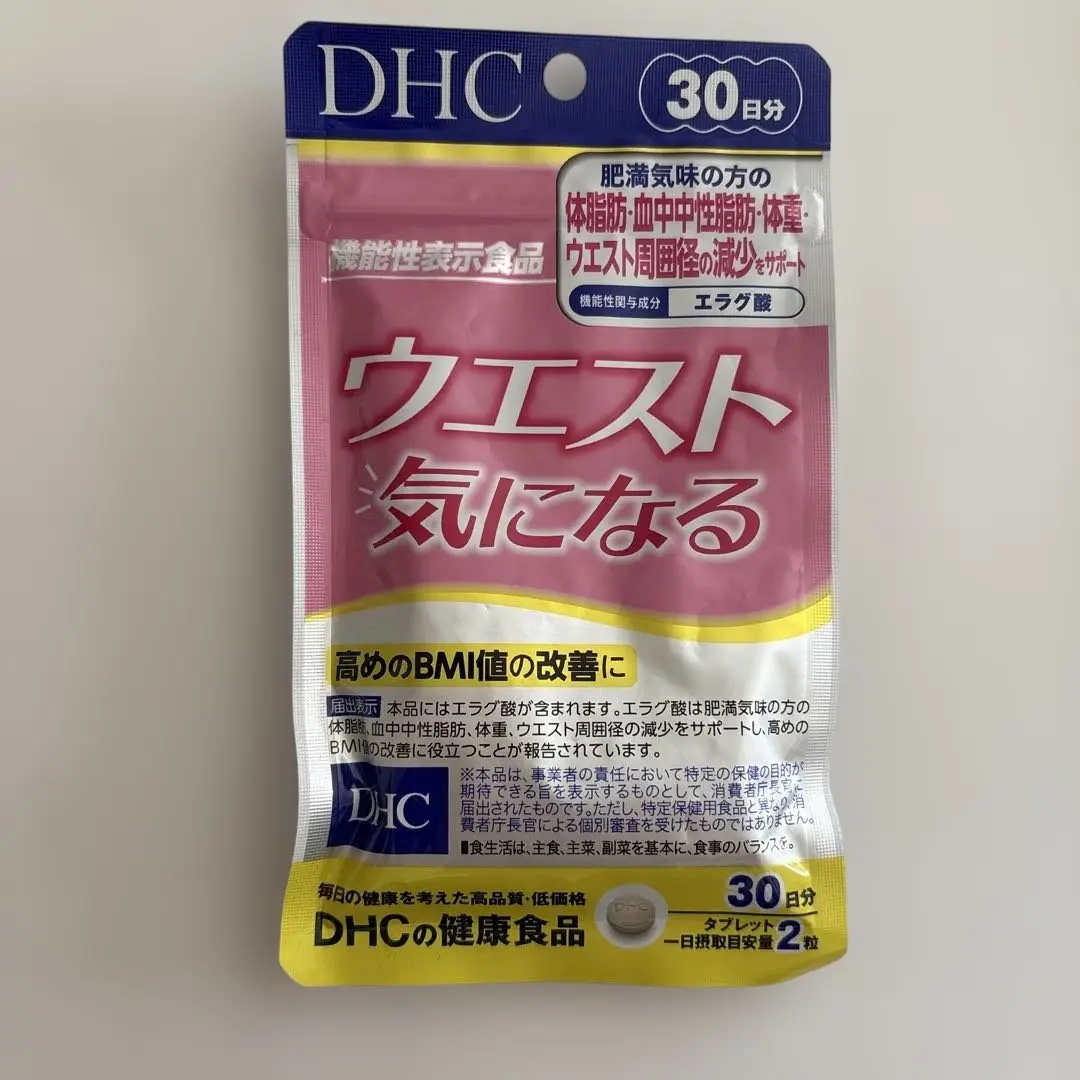 DHC
30日分
肥満気味の方の
体脂肪・血中中性脂肪・体重・
ウエスト周囲径の減少をサポート
機能性関与成分 エラグ酸
機能性表示食品
ウエスト
気になる
高めのBMI値の改善に
届出表示 本品にはエラグ酸が含まれます。エラグ酸は肥満気味の方の
体脂肪、血中中性脂肪、体重、ウエスト周囲径の減少をサポートし、高めの
BMI値の改善に役立つことが報告されています。
DHC
※本品は、事業者の責任において特定の保健の目的が
期待できる旨を表示するものとして、消費者庁長官に
届出されたものです。ただし、特定保健用食品と異なり、消
費者庁長官による個別審査を受けたものではありません。
■食生活は、主食、主菜、副菜を基本に、食事のバランスを。
毎日の健康を考えた高品質・低価格
DHCの健康食品
DHC
30日分
タブレット
一日摂取目安量2粒